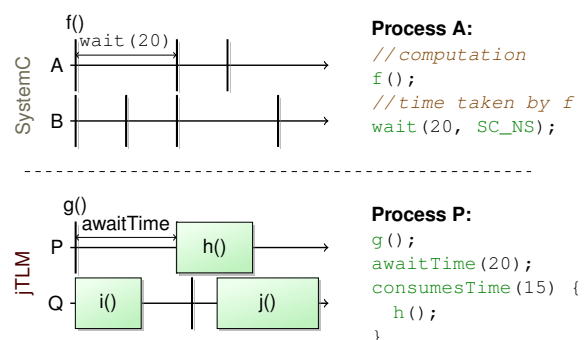 f()
wait(20)
A
B
SystemC
Process A:
//computation
f();
//time taken by f
wait(20, SC_NS);
g()
awaitTime
P
h()
Q
i()
j()
jTLM
Process P:
g();
awaitTime(20);
consumesTime(15) {
h();
}